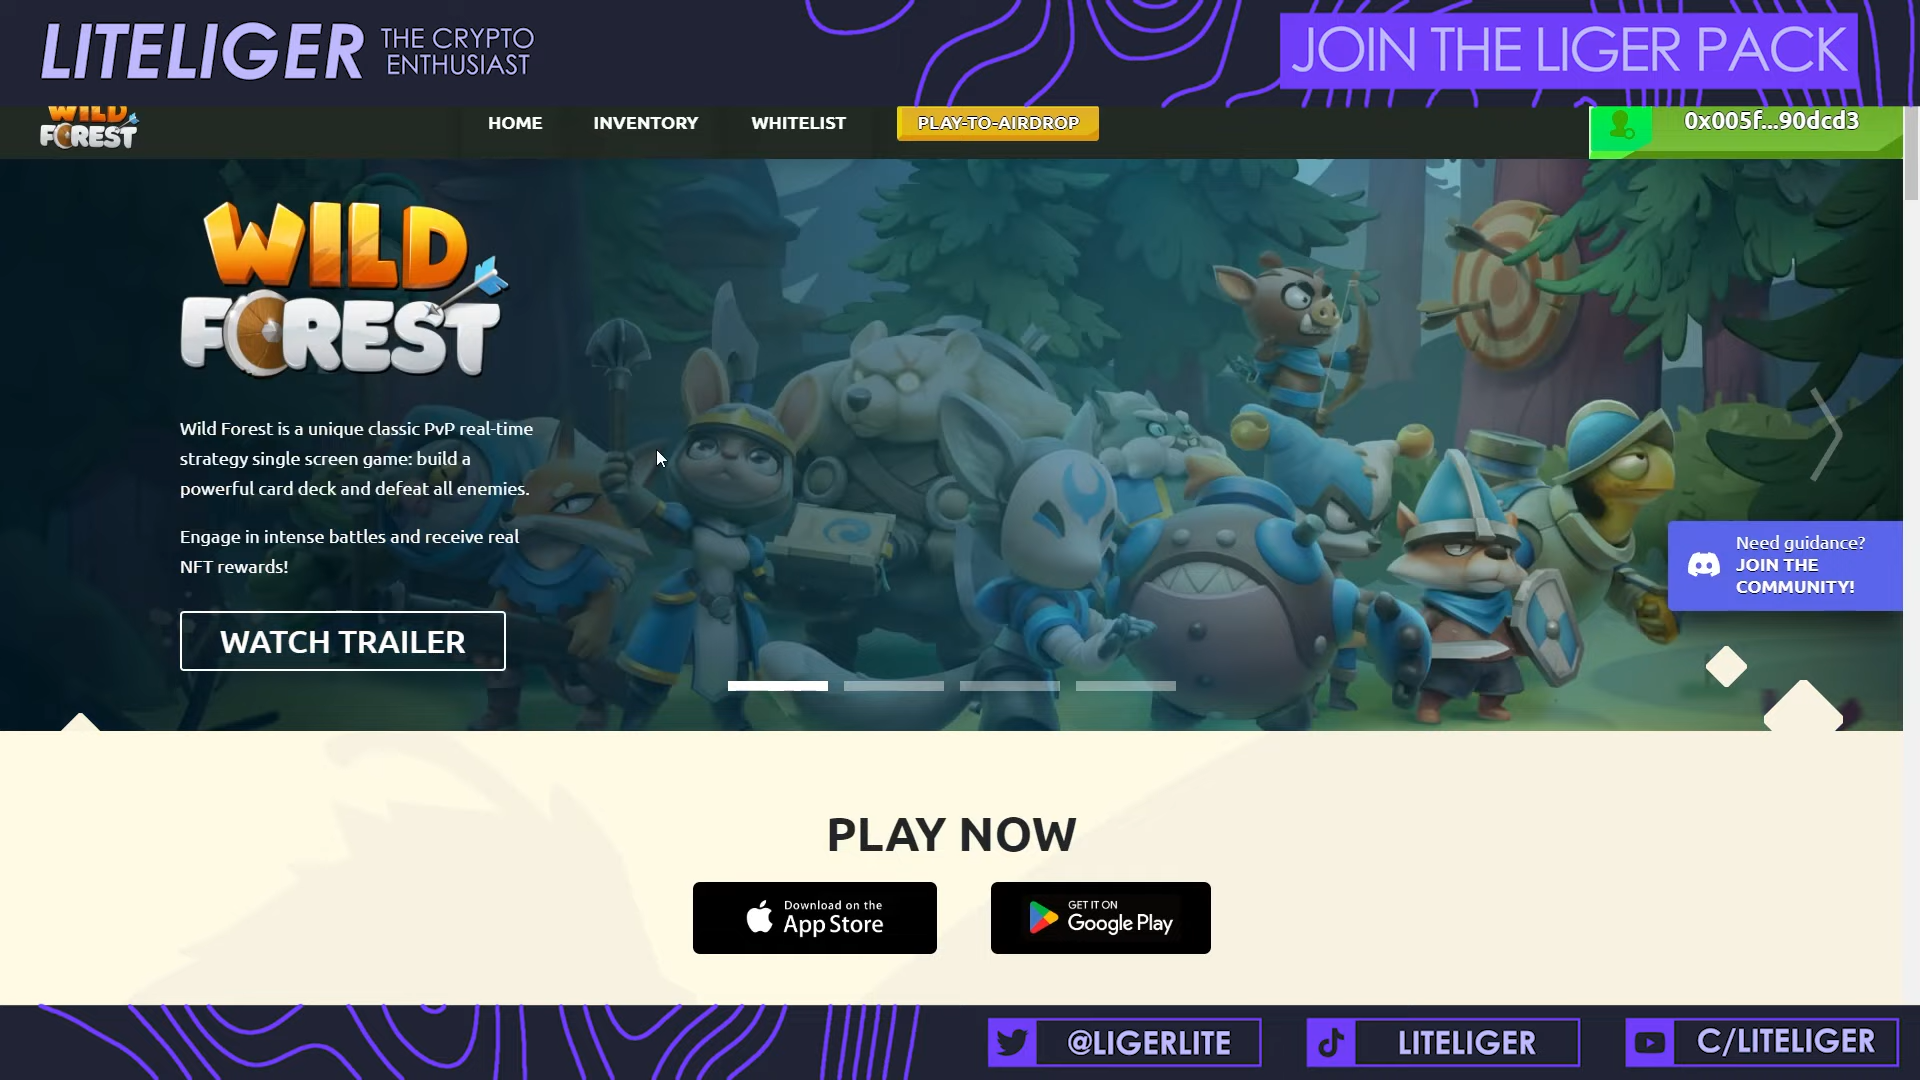 LITELIGER
THE CRYPTO
ENTHUSIAST
JOIN THE LIGER PACK
WILD
FOREST
HOME
INVENTORY
WHITELIST
PLAY-TO-AIRDROP
0x005f...90dcd3
WILD
FOREST
Wild Forest is a unique classic PvP real-time
strategy single screen game: build a
powerful card deck and defeat all enemies.
Engage in intense battles and receive real
NFT rewards!
WATCH TRAILER
Need guidance?
JOIN THE
COMMUNITY!
PLAY NOW
Download on the
App Store
GET IT ON
Google Play
@LIGERLITE
LITELIGER
C/LITELIGER